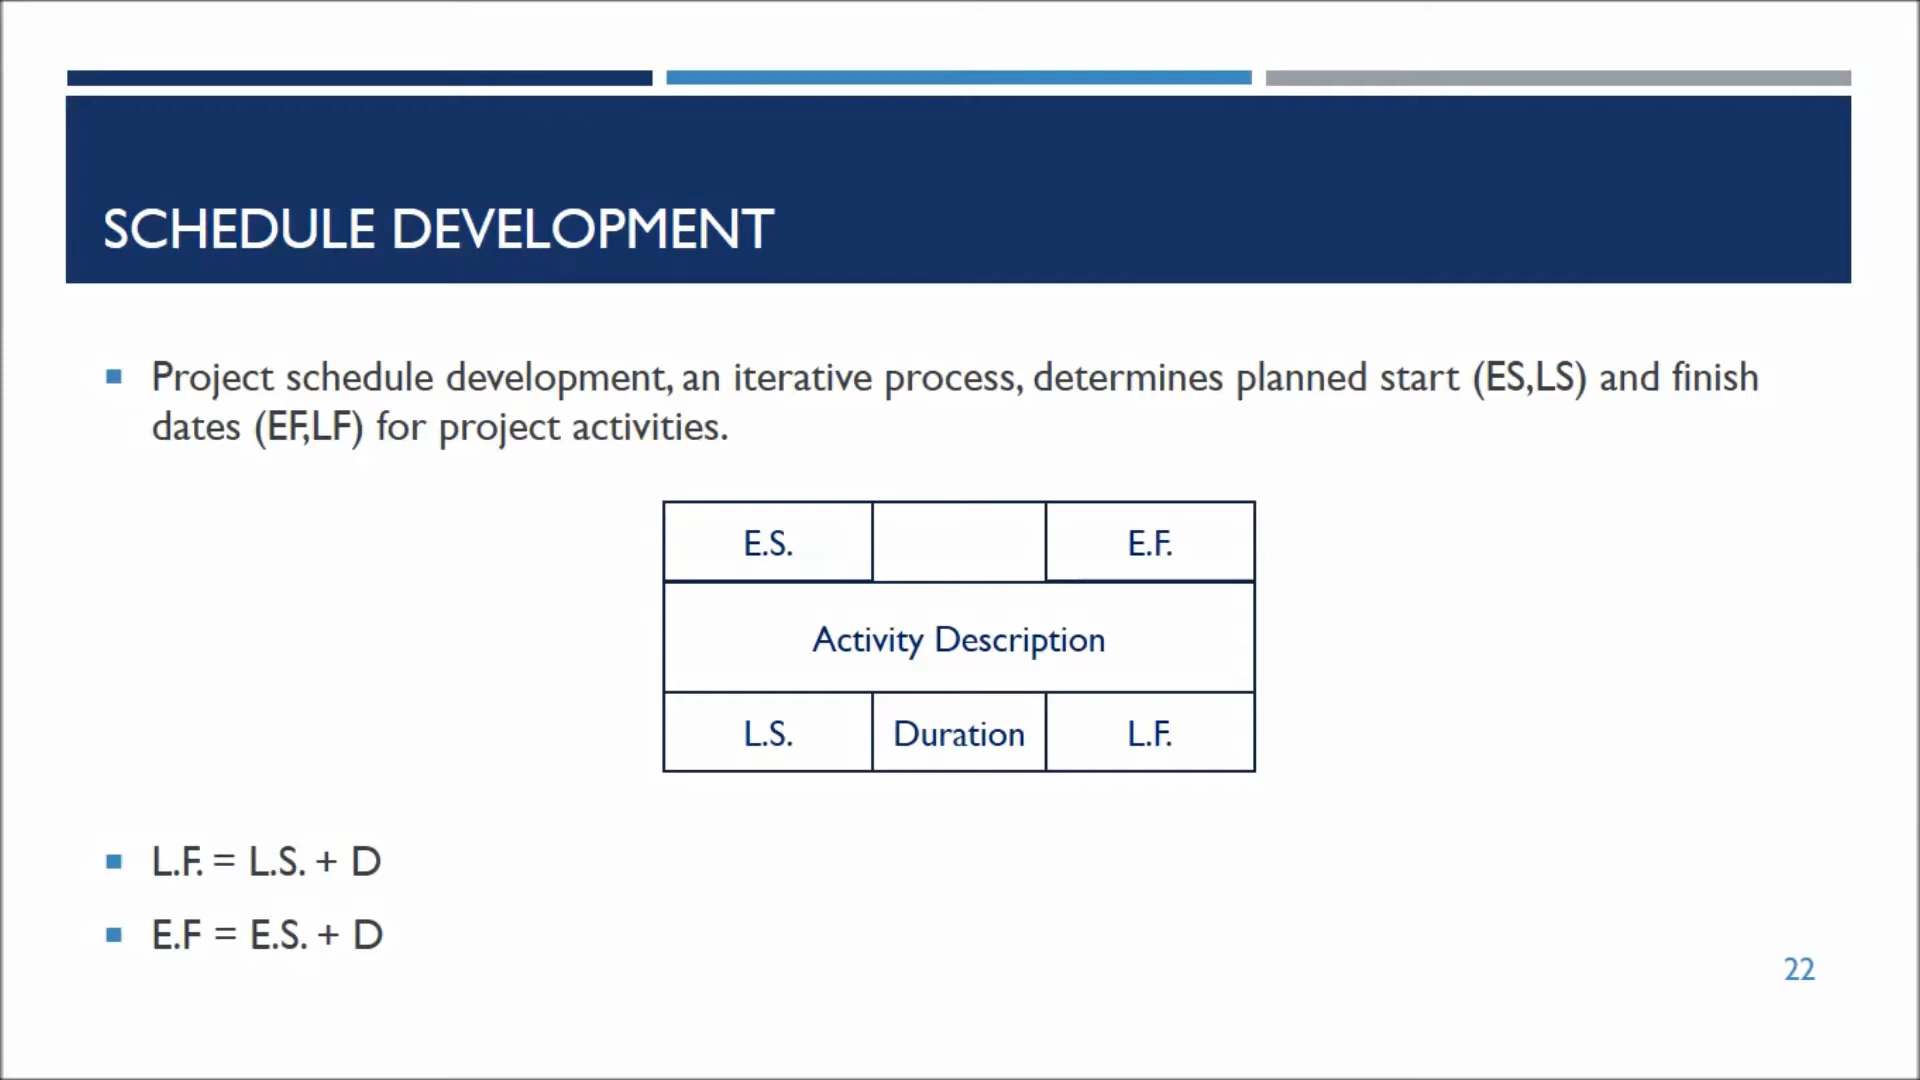 SCHEDULE DEVELOPMENT
Project schedule development, an iterative process, determines planned start (ES,LS) and finish
dates (EF,LF) for project activities.
E.S. E.F.
Activity Description
L.S. Duration L.F.
L.F. = L.S. + D
E.F = E.S. + D
22